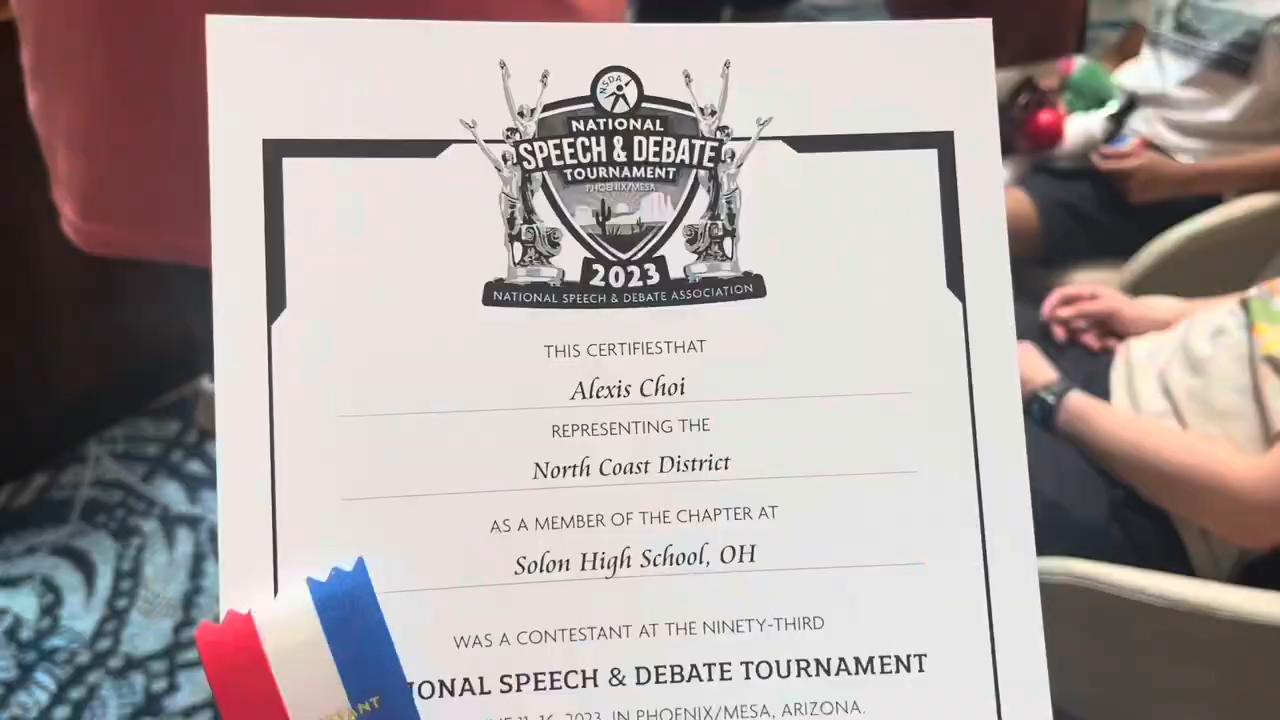 NSDA
NATIONAL
SPEECH & DEBATE
TOURNAMENT
PHOENIX/MESA
2023
NATIONAL SPEECH & DEBATE ASSOCIATION
THIS CERTIFIESTHAT
Alexis Choi
REPRESENTING THE
North Coast District
AS A MEMBER OF THE CHAPTER AT
Solon High School, OH
WAS A CONTESTANT AT THE NINETY-THIRD
IONAL SPEECH & DEBATE TOURNAMENT
11-16, 2023, IN PHOENIX/MESA, ARIZONA.